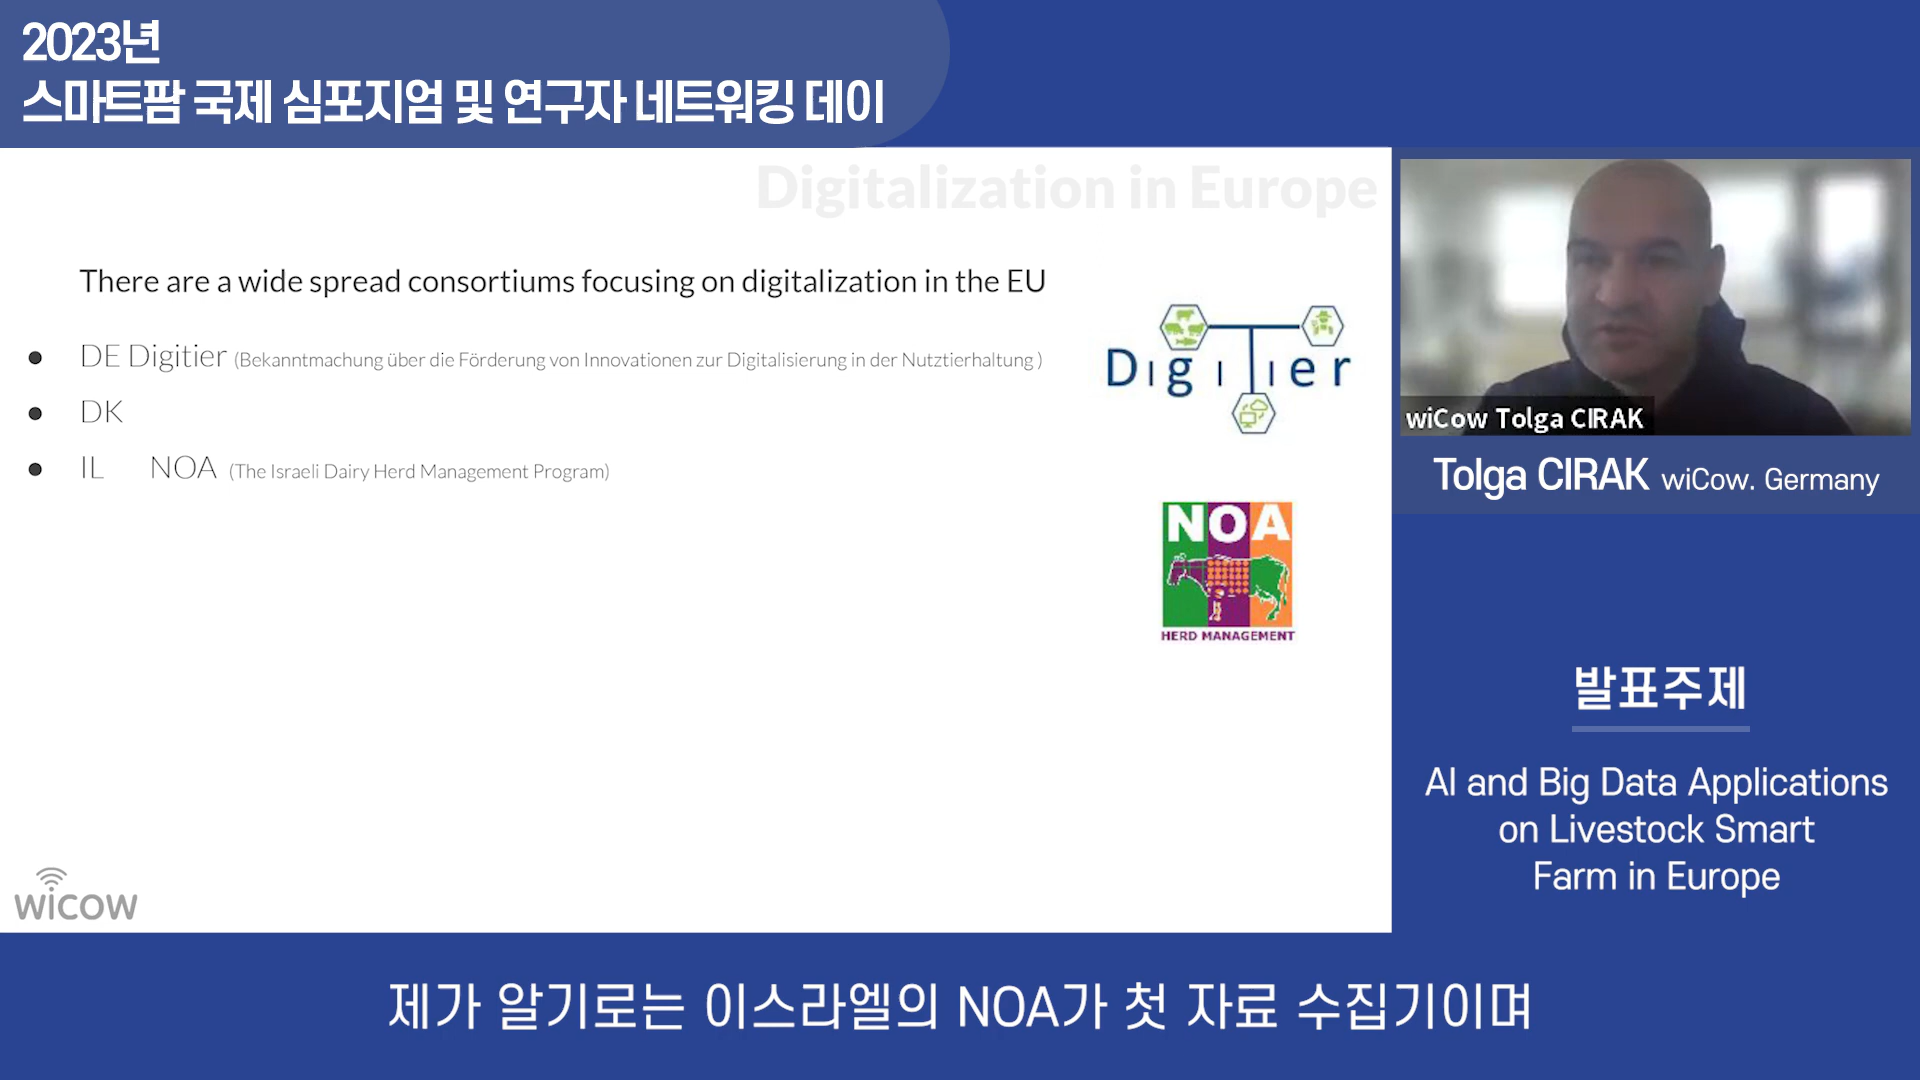 2023년
스마트팜 국제 심포지엄 및 연구자 네트워킹 데이
Digitalization in Europe
There are a wide spread consortiums focusing on digitalization in the EU
● DE Digitier (Bekanntmachung über die Förderung von Innovationen zur Digitalisierung in der Nutztierhaltung )
● DK
● IL NOA (The Israeli Dairy Herd Management Program)
DigiTier
NOA
HERD MANAGEMENT
wicow
wiCow Tolga CIRAK
Tolga CIRAK wiCow. Germany
발표주제
AI and Big Data Applications
on Livestock Smart
Farm in Europe
제가 알기로는 이스라엘의 NOA가 첫 자료 수집기이며